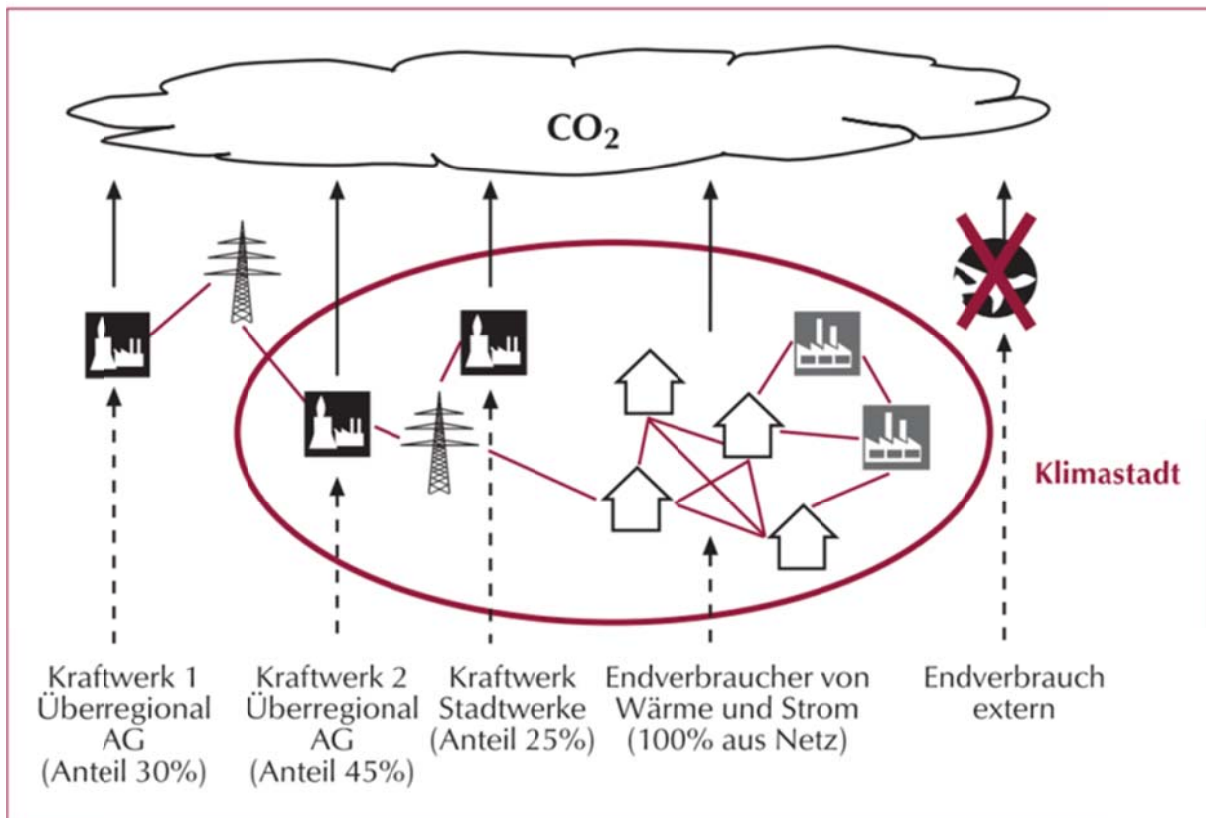 CO₂
Klimastadt
Kraftwerk 1
Überregional
AG
(Anteil 30%)
Kraftwerk 2
Überregional
AG
(Anteil 45%)
Kraftwerk
Stadtwerke
(Anteil 25%)
Endverbraucher von
Wärme und Strom
(100% aus Netz)
Endverbrauch
extern